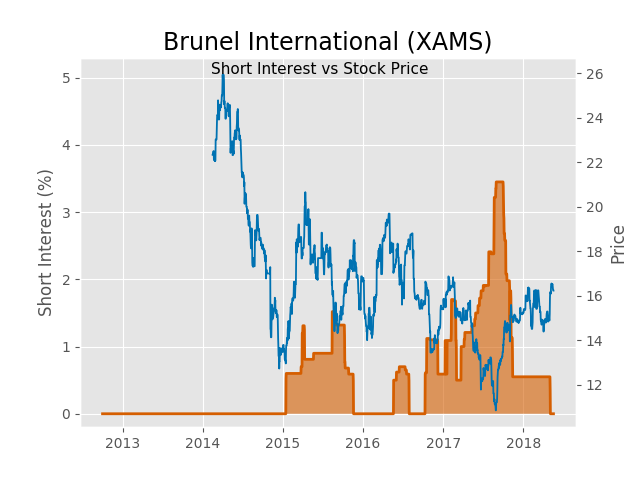 Brunel International (XAMS)
Short Interest vs Stock Price
Short Interest (%)
5
4
3
2
1
0
26
24
22
20
18
16
14
12
Price
2013 2014 2015 2016 2017 2018